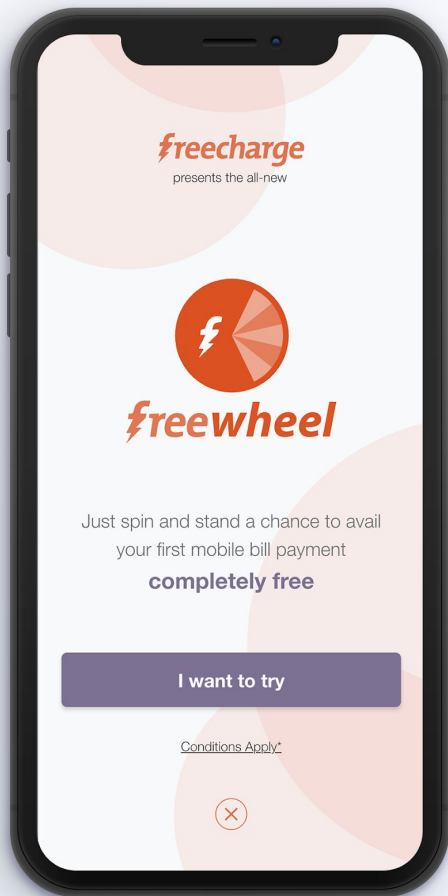 freecharge
presents the all-new
f
freewheel
Just spin and stand a chance to avail
your first mobile bill payment
completely free
I want to try
Conditions Apply*